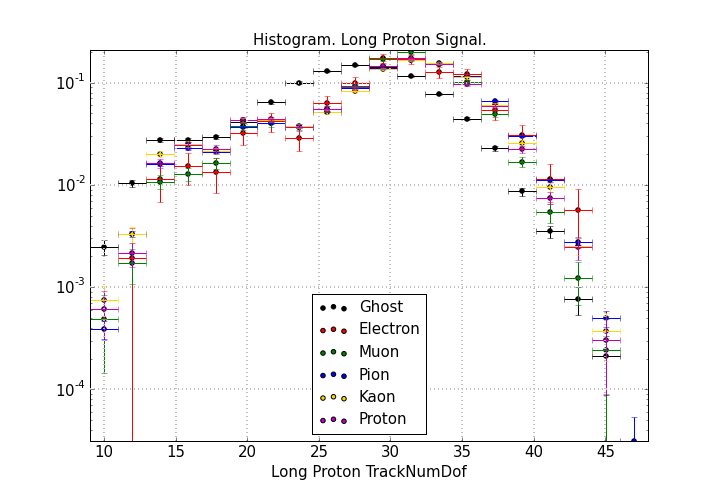 Histogram. Long Proton Signal.
10^-1
10^-2
10^-3
10^-4
Ghost
Electron
Muon
Pion
Kaon
Proton
10 15 20 25 30 35 40 45
Long Proton TrackNumDof